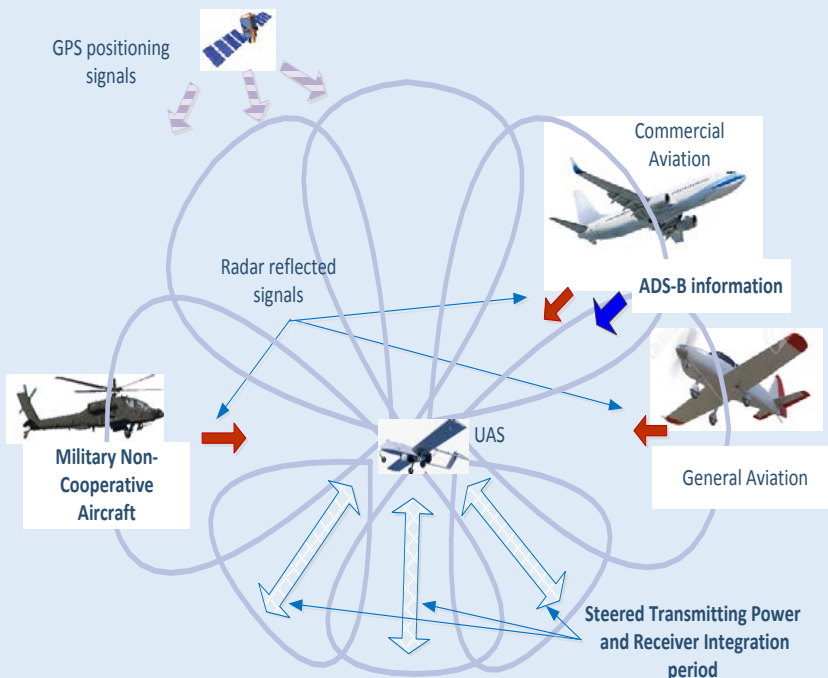 GPS positioning
signals
Commercial
Aviation
Radar reflected
signals
ADS-B information
UAS
Military Non-
Cooperative
Aircraft
General Aviation
Steered Transmitting Power
and Receiver Integration
period